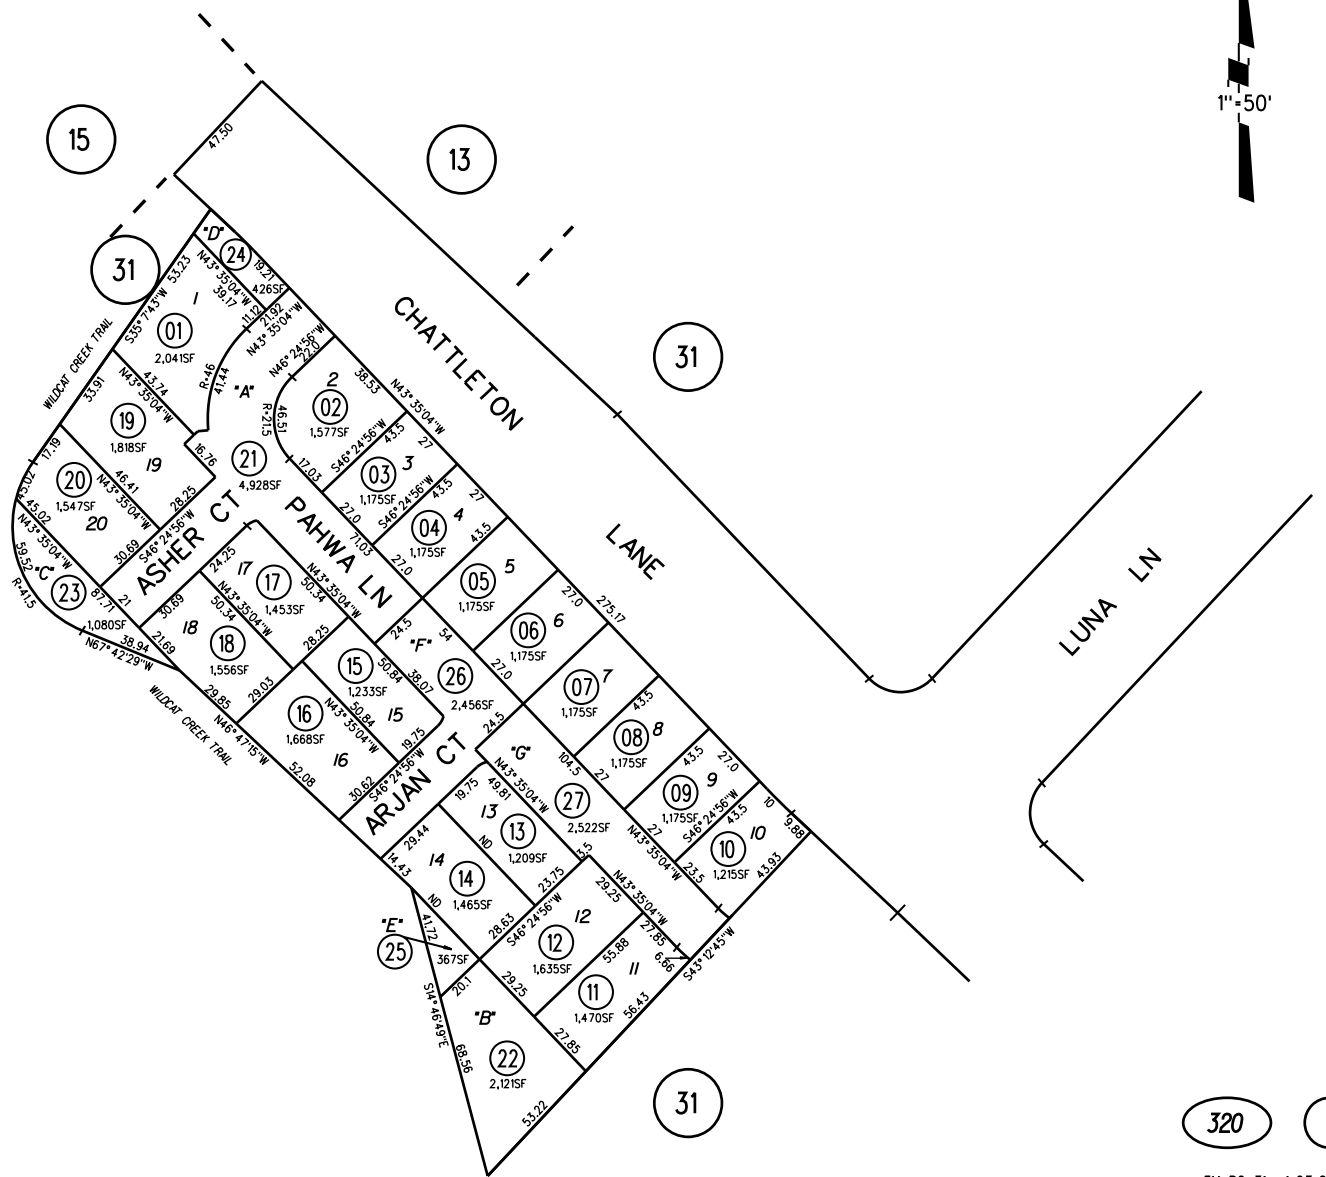 1"=50'
47.50
15
13
31
"D"
24
19.21
426SF
N43°35'04"W
39.17
11.12
21.92
N43°35'04"W
53.23
S35°7'43"W
1
01
2,041SF
43.74
N43°35'04"W
R=46
41.44
"A"
N46°24'56"W
22.0
CHATTLETON
LANE
31
WILDCAT CREEK TRAIL
33.91
19
1,818SF
19
46.41
N43°35'04"W
16.76
28.25
2
02
1,577SF
38.53
N43°35'04"W
R=21.5
46.51
17.03
S46°24'56"W
43.5
27
3
03
1,175SF
27.0
21
4,928SF
17.19
45.02
20
1,547SF
20
45.02
N43°35'04"W
30.69
S46°24'56"W
ASHER CT
PAHWA LN
71.03
S46°24'56"W
43.5
27
4
04
1,175SF
27.0
43.5
5
05
1,175SF
27.0
275.17
6
06
1,175SF
27.0
59.52
R=41.5
"C"
23
1,080SF
87.71
21
38.94
N67°42'29"W
24.25
17
17
1,453SF
50.34
N43°35'04"W
30.69
50.34
N43°35'04"W
18
18
1,556SF
21.69
28.25
24.5
"F"
54
26
2,456SF
38.07
50.84
15
1,233SF
15
50.84
N43°35'04"W
29.85
29.03
16
1,668SF
16
WILDCAT CREEK TRAIL
N46°47'15"W
52.08
30.62
S46°24'56"W
19.75
ARJAN CT
24.5
"G"
104.5
27
2,522SF
N43°35'04"W
7
07
1,175SF
43.5
8
08
1,175SF
27
43.5
27.0
9
09
1,175SF
27
S46°24'56"W
43.5
10
9.88
10
10
1,215SF
23.5
43.93
N43°35'04"W
LUNA LN
19.75
49.81
13
13
1,209SF
ND
3.5
23.75
29.44
14.43
14
14
1,465SF
ND
28.63
S46°24'56"W
29.25
N43°35'04"W
12
12
1,635SF
29.25
27.85
55.88
6.66
11
11
1,470SF
27.85
56.43
S43°12'45"W
"E"
25
41.72
367SF
20.1
S14°46'49"E
"B"
22
2,121SF
68.56
53.22
31
320